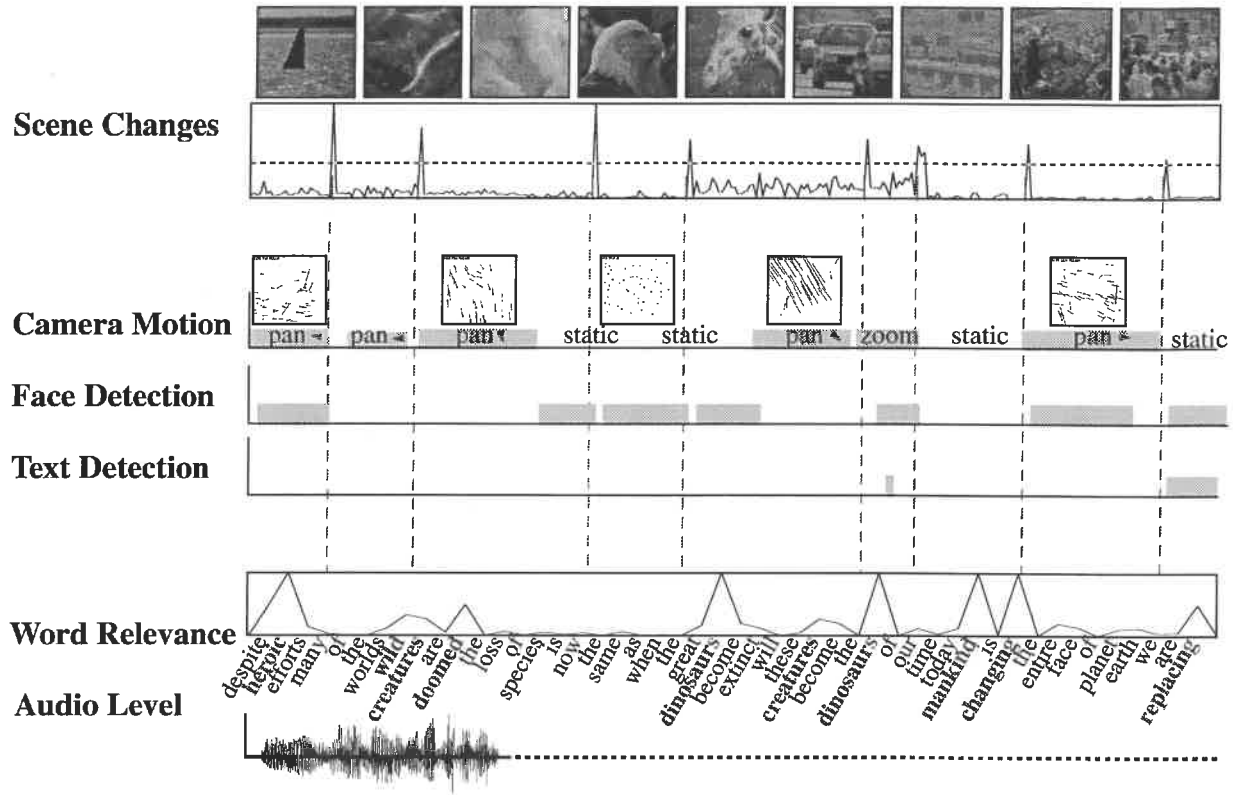 Scene Changes
Camera Motion
pan
pan
pan
static
static
pan
zoom
static
pan
static
Face Detection
Text Detection
Word Relevance
despite heroic efforts many of the worlds wild creatures are doomed the loss of species is now the same as when the great dinosaurs become extinct will these creatures become the dinosaurs of our time today mankind is changing the entire face of planet earth we are replacing
Audio Level